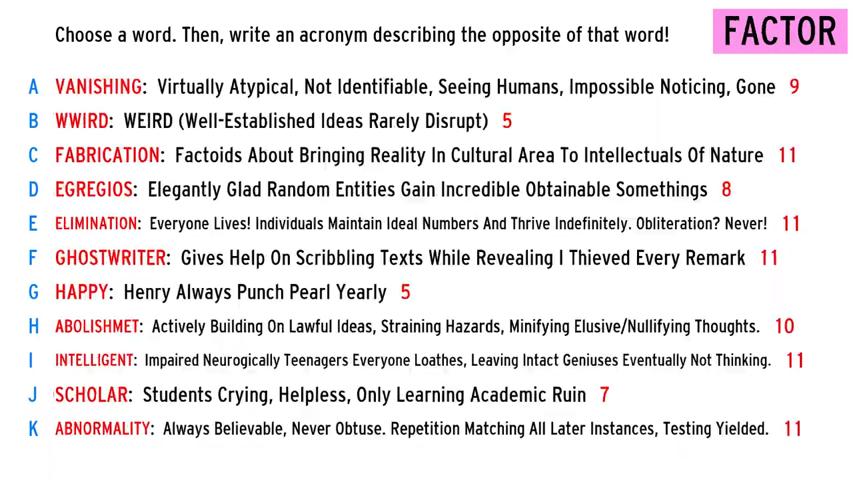 Choose a word. Then, write an acronym describing the opposite of that word!
FACTOR
A VANISHING: Virtually Atypical, Not Identifiable, Seeing Humans, Impossible Noticing, Gone 9
B WWIRD: WEIRD (Well-Established Ideas Rarely Disrupt) 5
C FABRICATION: Factoids About Bringing Reality In Cultural Area To Intellectuals Of Nature 11
D EGREGIOS: Elegantly Glad Random Entities Gain Incredible Obtainable Somethings 8
E ELIMINATION: Everyone Lives! Individuals Maintain Ideal Numbers And Thrive Indefinitely. Obliteration? Never! 11
F GHOSTWRITER: Gives Help On Scribbling Texts While Revealing I Thieved Every Remark 11
G HAPPY: Henry Always Punch Pearl Yearly 5
H ABOLISHMET: Actively Building On Lawful Ideas, Straining Hazards, Minifying Elusive/Nullifying Thoughts. 10
I INTELLIGENT: Impaired Neurogically Teenagers Everyone Loathes, Leaving Intact Geniuses Eventually Not Thinking. 11
J SCHOLAR: Students Crying, Helpless, Only Learning Academic Ruin 7
K ABNORMALITY: Always Believable, Never Obtuse. Repetition Matching All Later Instances, Testing Yielded. 11